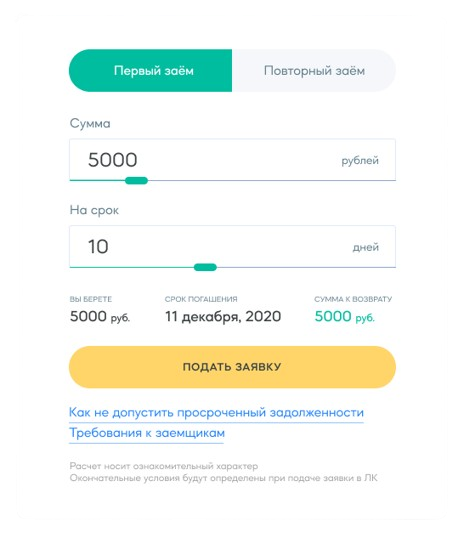 Первый заём
Повторный заём
Сумма
5000
рублей
На срок
10
дней
ВЫ БЕРЕТЕ
СРОК ПОГАШЕНИЯ
СУММА К ВОЗВРАТУ
5000 руб.
11 декабря, 2020
5000 руб.
ПОДАТЬ ЗАЯВКУ
Как не допустить просроченный задолженности
Требования к заемщикам
Расчет носит ознакомительный характер
Окончательные условия будут определены при подаче заявки в ЛК